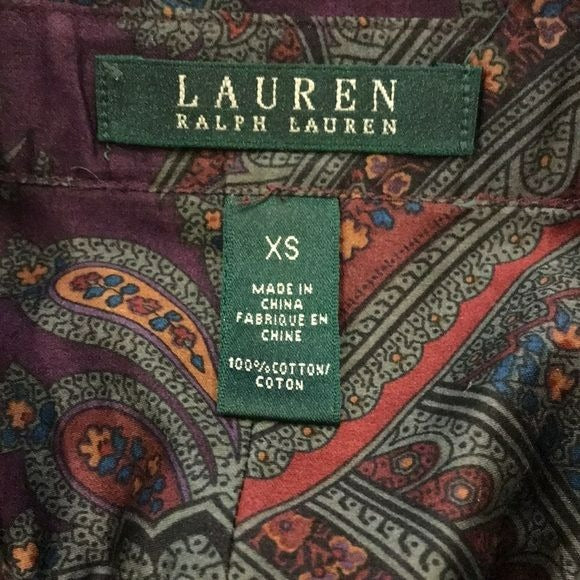 LAUREN
RALPH LAUREN
XS
MADE IN
CHINA
FABRIQUE EN
CHINE
100%COTTON/
COTON